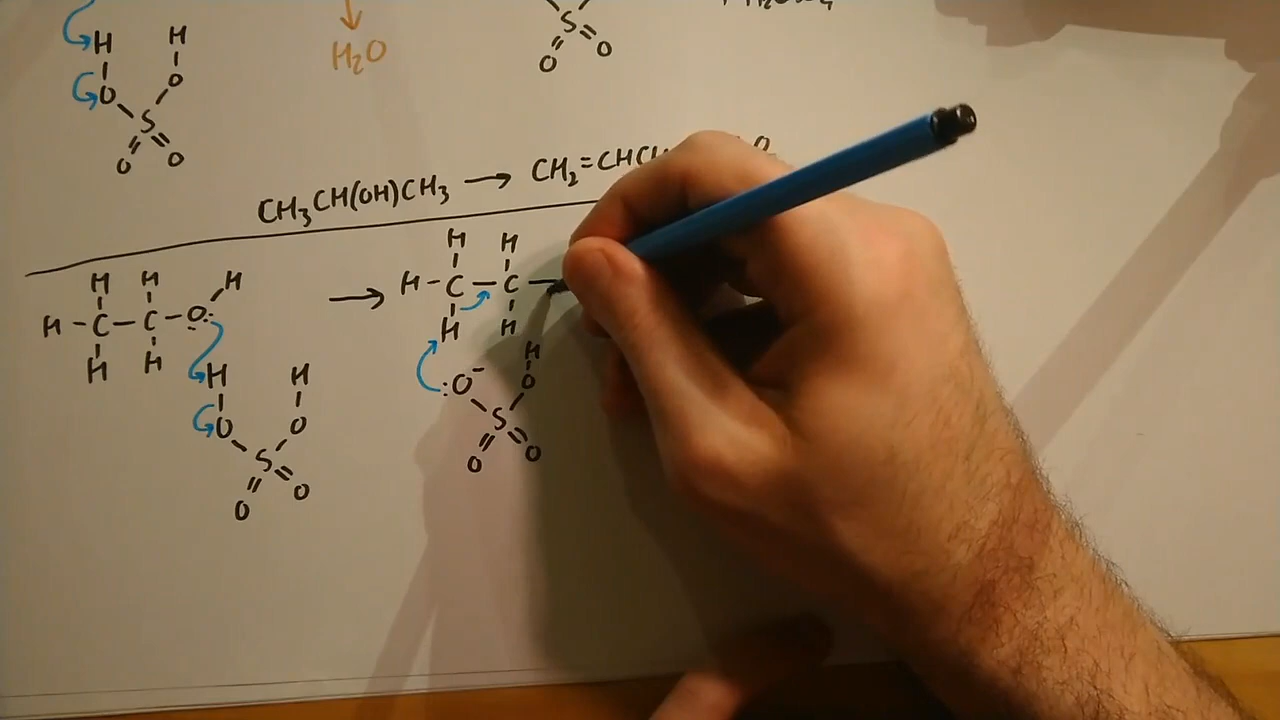 H H
O O
S
O O
H₂O
S
O O
CH₃CH(OH)CH₃ → CH₂=CHC
H H H
H-C-C-O:
H H
H H
O O
S
O O
→
H H
H-C-C-
H H
H
:O⁻ O
S
O O